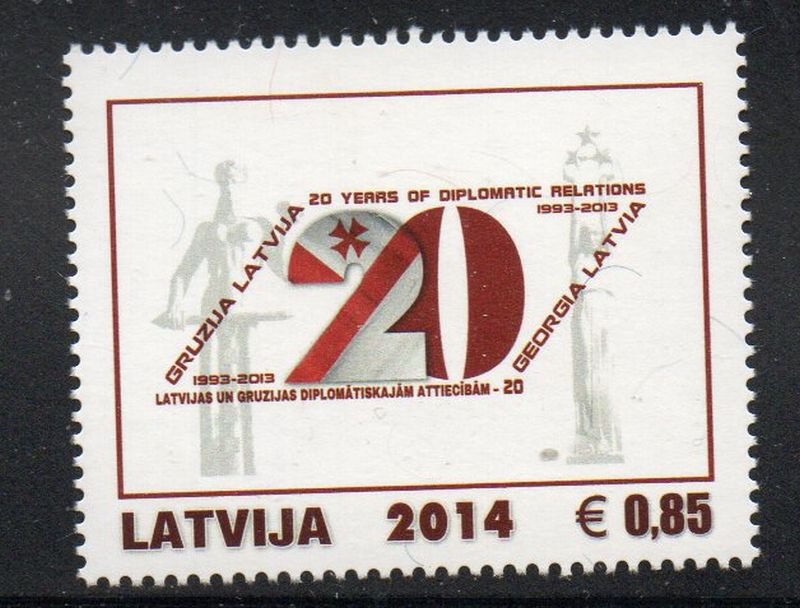 20 YEARS OF DIPLOMATIC RELATIONS
1993-2013
GRUZIJA LATVIJA
20
GEORGIA LATVIA
1993-2013
LATVIJAS UN GRUZIJAS DIPLOMĀTISKAJĀM ATTIECĪBĀM - 20
LATVIJA 2014 € 0,85